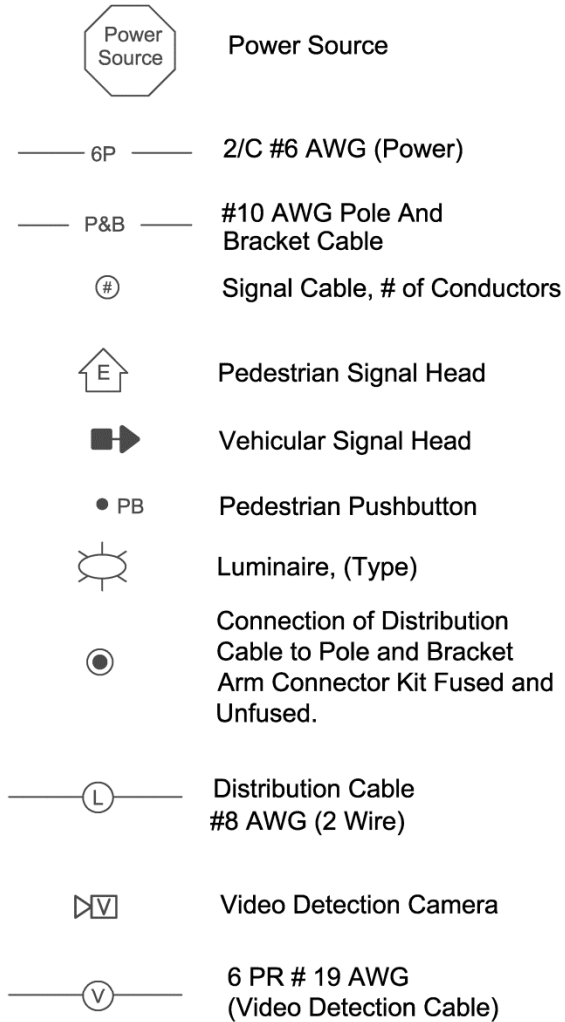 Power
Source
Power Source
6P
2/C #6 AWG (Power)
P&B
#10 AWG Pole And
Bracket Cable
#
Signal Cable, # of Conductors
E
Pedestrian Signal Head
Vehicular Signal Head
PB
Pedestrian Pushbutton
Luminaire, (Type)
Connection of Distribution
Cable to Pole and Bracket
Arm Connector Kit Fused and
Unfused.
L
Distribution Cable
#8 AWG (2 Wire)
V
Video Detection Camera
V
6 PR # 19 AWG
(Video Detection Cable)